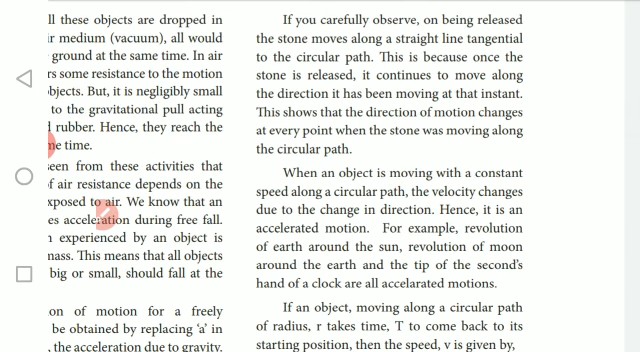 ll these objects are dropped in
r medium (vacuum), all would
ground at the same time. In air
rs some resistance to the motion
bjects. But, it is negligibly small
to the gravitational pull acting
rubber. Hence, they reach the
me time.
seen from these activities that
f air resistance depends on the
xposed to air. We know that an
es acceleration during free fall.
experienced by an object is
mass. This means that all objects
big or small, should fall at the
on of motion for a freely
be obtained by replacing ‘a’ in
, the acceleration due to gravity.
If you carefully observe, on being released
the stone moves along a straight line tangential
to the circular path. This is because once the
stone is released, it continues to move along
the direction it has been moving at that instant.
This shows that the direction of motion changes
at every point when the stone was moving along
the circular path.
When an object is moving with a constant
speed along a circular path, the velocity changes
due to the change in direction. Hence, it is an
accelerated motion. For example, revolution
of earth around the sun, revolution of moon
around the earth and the tip of the second's
hand of a clock are all accelarated motions.
If an object, moving along a circular path
of radius, r takes time, T to come back to its
starting position, then the speed, v is given by,